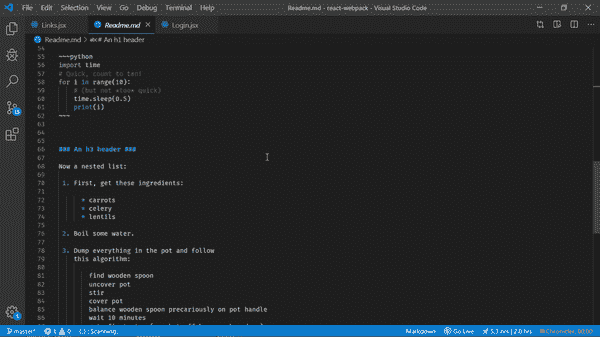 File Edit Selection View Go Debug Terminal Help Readme.md - react-webpack - Visual Studio Code
Links.jsx Readme.md Login.jsx
Readme.md > An h1 header
54
55 ~~~python
56 import time
57 # Quick, count to ten!
58 for i in range(10):
59 # (but not *too* quick)
60 time.sleep(0.5)
61 print(i)
62 ~~~
63
64
65
66 ### An h3 header ###
67
68 Now a nested list:
69
70 1. First, get these ingredients:
71
72 * carrots
73 * celery
74 * lentils
75
76 2. Boil some water.
77
78 3. Dump everything in the pot and follow
79 this algorithm:
80
81 find wooden spoon
82 uncover pot
83 stir
84 cover pot
85 balance wooden spoon precariously on pot handle
86 wait 10 minutes
master* Scanning.. Markdown Go Live